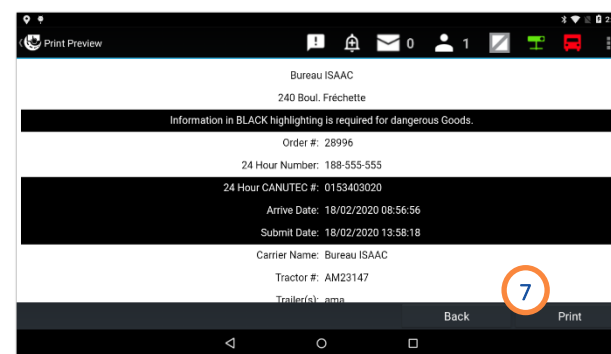 Print Preview
0
1
Bureau ISAAC
240 Boul. Fréchette
Information in BLACK highlighting is required for dangerous Goods.
Order #: 28996
24 Hour Number: 188-555-555
24 Hour CANUTEC #: 0153403020
Arrive Date: 18/02/2020 08:56:56
Submit Date: 18/02/2020 13:58:18
Carrier Name: Bureau ISAAC
Tractor #: AM23147
Trailer(s): ama
7
Back Print